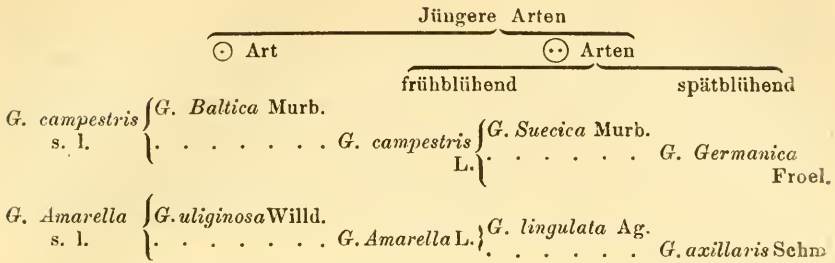 Jüngere Arten
⊙ Art ⊙⊙ Arten
frühblühend spätblühend
G. campestris { G. Baltica Murb.
s. l. . . . . . . . G. campestris { G. Suecica Murb.
L. . . . . . . G. Germanica
Froel.
G. Amarella { G. uliginosa Willd.
s. l. . . . . . . . G. Amarella L. } G. lingulata Ag.
. . . . . . G. axillaris Schm